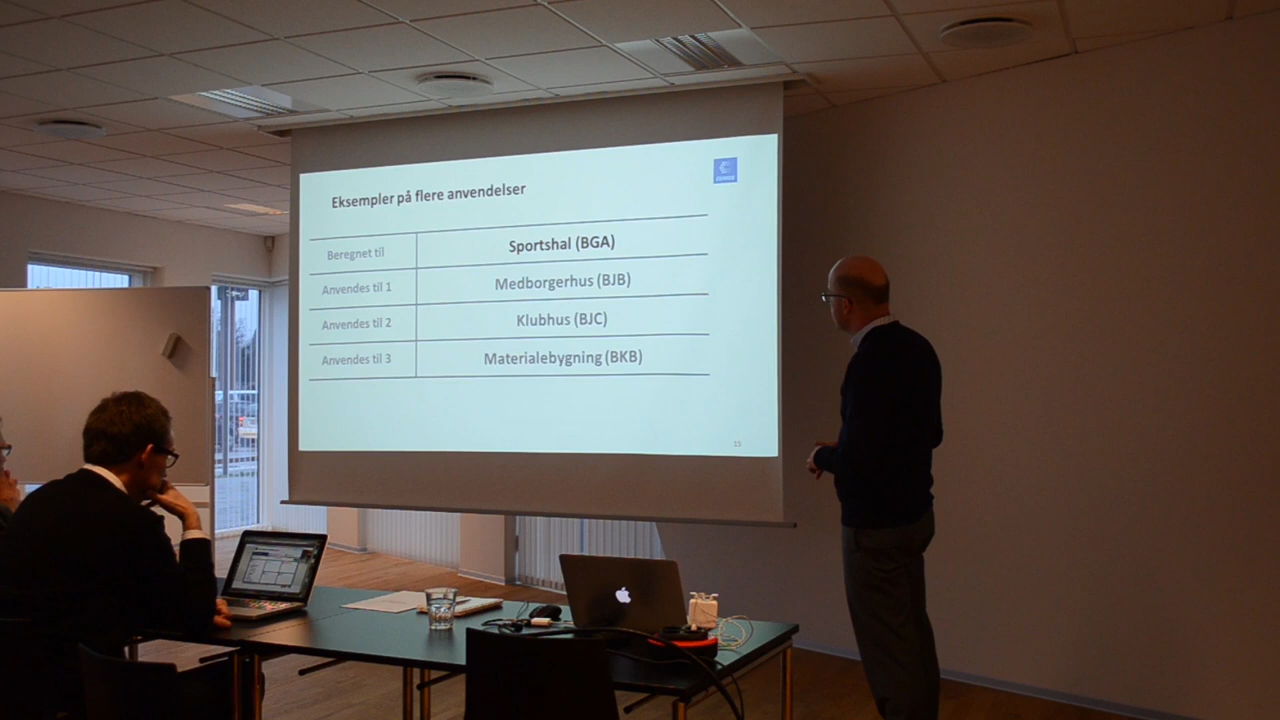 Eksempler på flere anvendelser
Beregnet til Sportshal (BGA)
Anvendes til 1 Medborgerhus (BJB)
Anvendes til 2 Klubhus (BJC)
Anvendes til 3 Materialebygning (BKB)
15